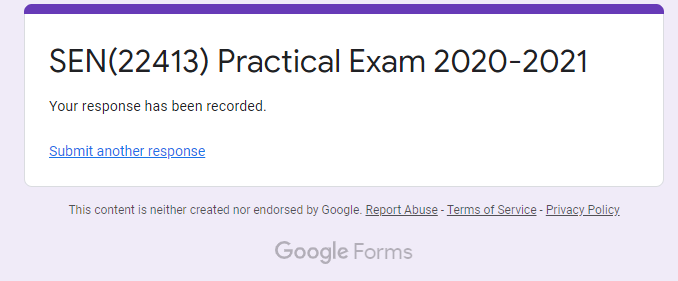 SEN(22413) Practical Exam 2020-2021
Your response has been recorded.
Submit another response
This content is neither created nor endorsed by Google. Report Abuse - Terms of Service - Privacy Policy
Google Forms